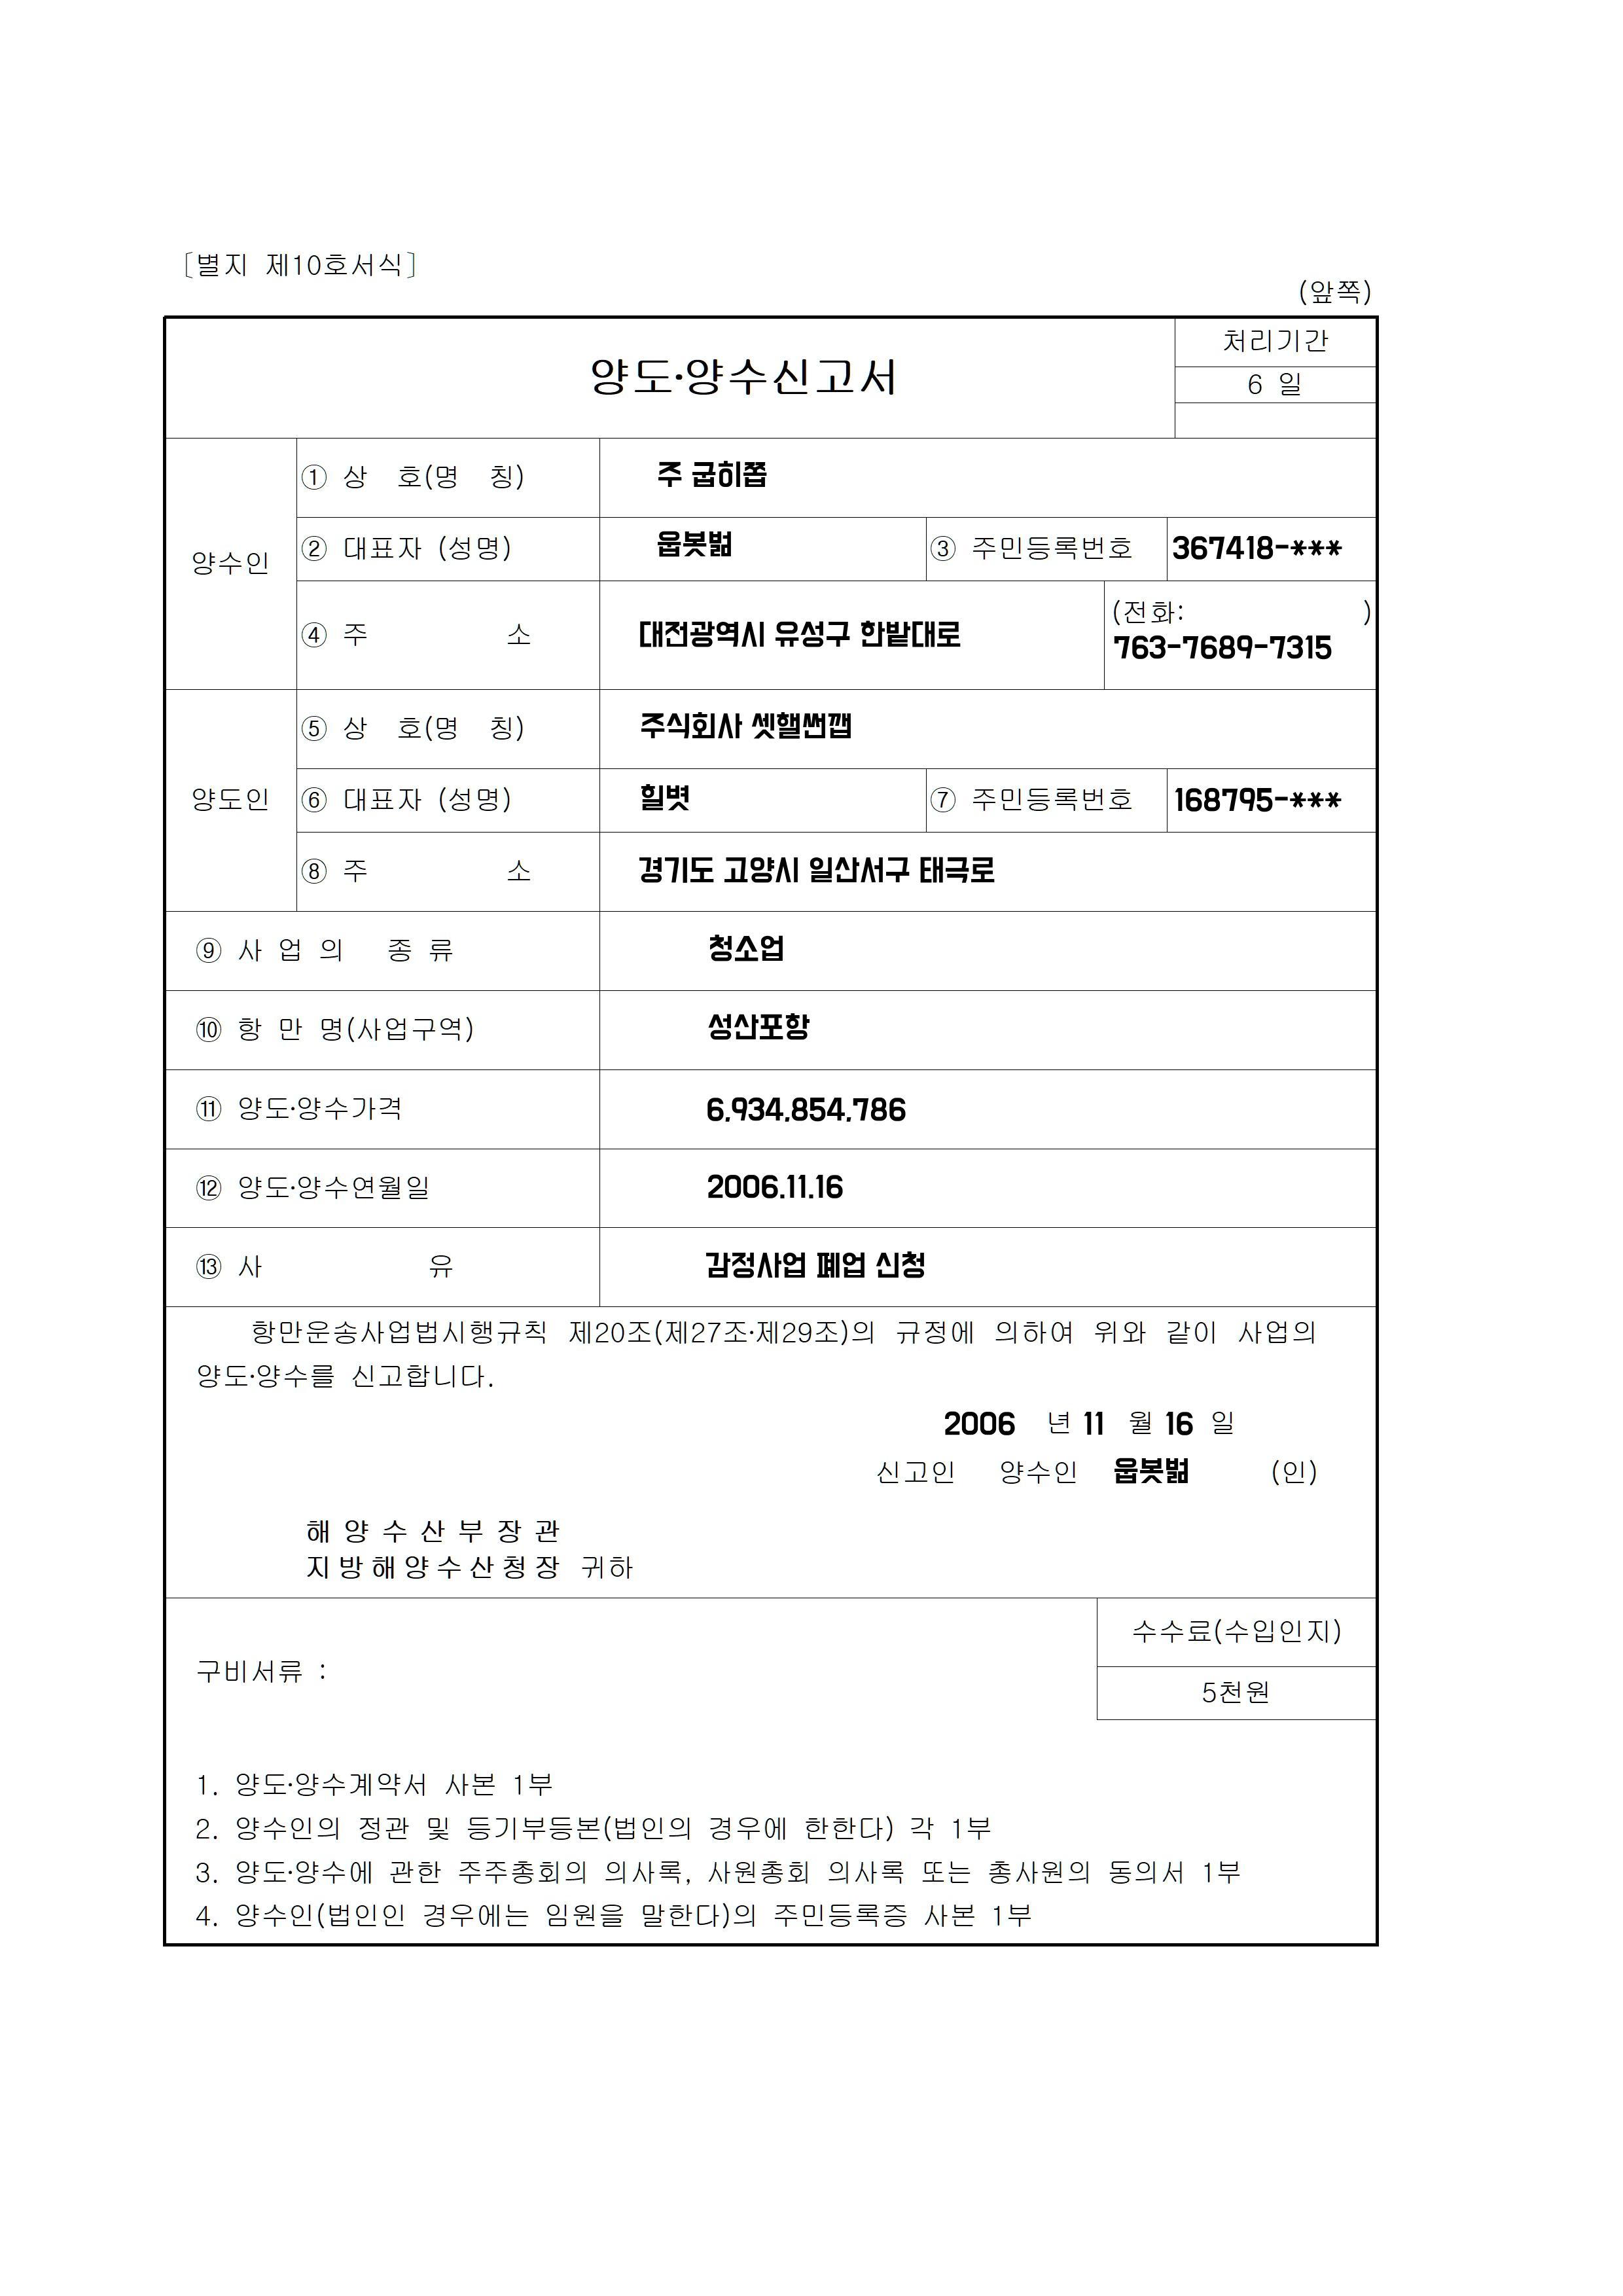 [별지 제10호서식]
(앞쪽)
양도·양수신고서
처리기간
6 일
양수인
① 상 호(명 칭) 주 굽히쫍
② 대표자 (성명) 웁봇벎 ③ 주민등록번호 367418-***
④ 주 소 대전광역시 유성구 한밭대로 (전화: )
763-7689-7315
양도인
⑤ 상 호(명 칭) 주식회사 셋핼썬깹
⑥ 대표자 (성명) 힐볏 ⑦ 주민등록번호 168795-***
⑧ 주 소 경기도 고양시 일산서구 태극로
⑨ 사 업 의 종 류 청소업
⑩ 항 만 명(사업구역) 성산포항
⑪ 양도·양수가격 6,934,854,786
⑫ 양도·양수연월일 2006.11.16
⑬ 사 유 감정사업 폐업 신청
항만운송사업법시행규칙 제20조(제27조·제29조)의 규정에 의하여 위와 같이 사업의
양도·양수를 신고합니다.
2006 년 11 월 16 일
신고인 양수인 웁봇벎 (인)
해 양 수 산 부 장 관
지 방 해 양 수 산 청 장 귀하
구비서류 :
수수료(수입인지)
5천원
1. 양도·양수계약서 사본 1부
2. 양수인의 정관 및 등기부등본(법인의 경우에 한한다) 각 1부
3. 양도·양수에 관한 주주총회의 의사록, 사원총회 의사록 또는 총사원의 동의서 1부
4. 양수인(법인인 경우에는 임원을 말한다)의 주민등록증 사본 1부